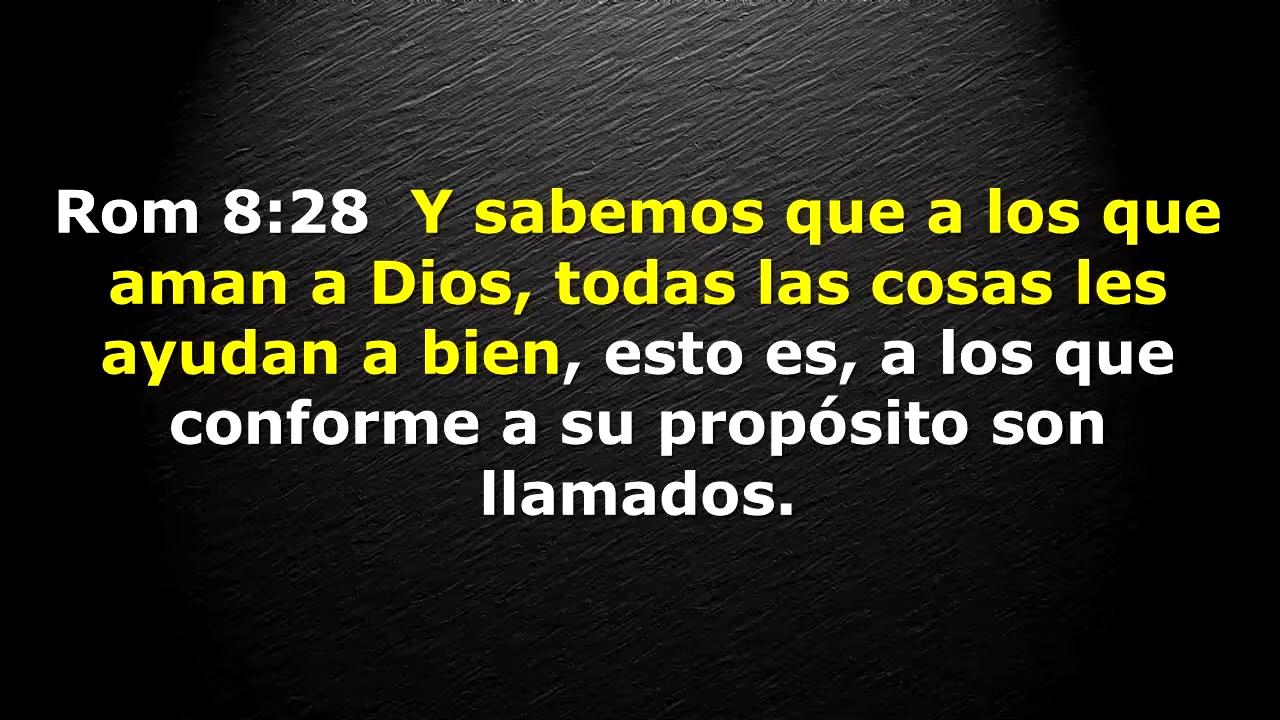 Rom 8:28  Y sabemos que a los que
aman a Dios, todas las cosas les
ayudan a bien, esto es, a los que
conforme a su propósito son
llamados.